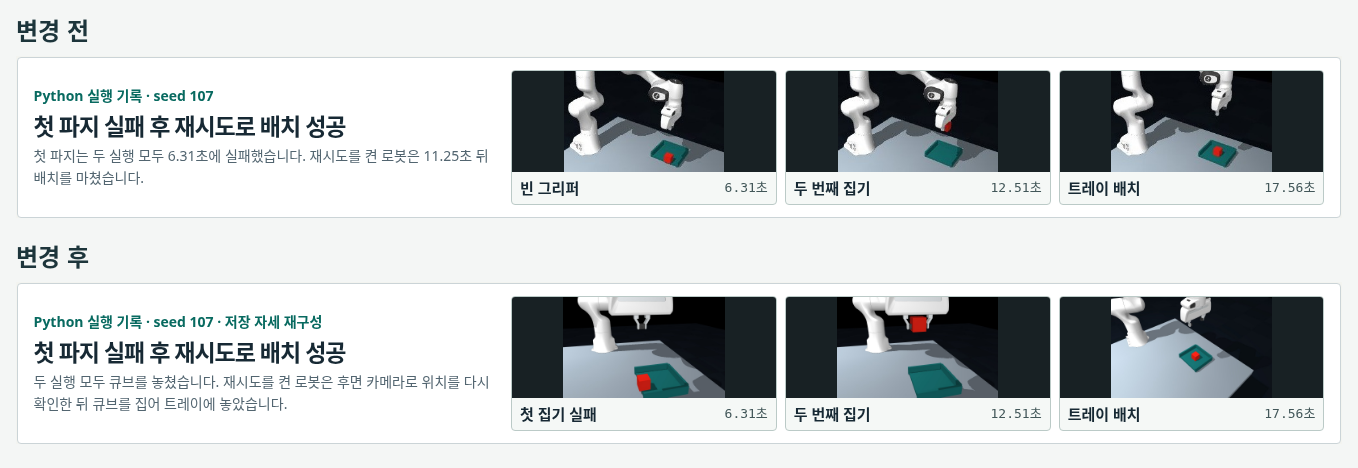 변경 전
Python 실행 기록 · seed 107
첫 파지 실패 후 재시도로 배치 성공
첫 파지는 두 실행 모두 6.31초에 실패했습니다. 재시도를 켠 로봇은 11.25초 뒤
배치를 마쳤습니다.
빈 그리퍼 6.31초
두 번째 집기 12.51초
트레이 배치 17.56초
변경 후
Python 실행 기록 · seed 107 · 저장 자세 재구성
첫 파지 실패 후 재시도로 배치 성공
두 실행 모두 큐브를 놓쳤습니다. 재시도를 켠 로봇은 후면 카메라로 위치를 다시
확인한 뒤 큐브를 집어 트레이에 놓았습니다.
첫 집기 실패 6.31초
두 번째 집기 12.51초
트레이 배치 17.56초